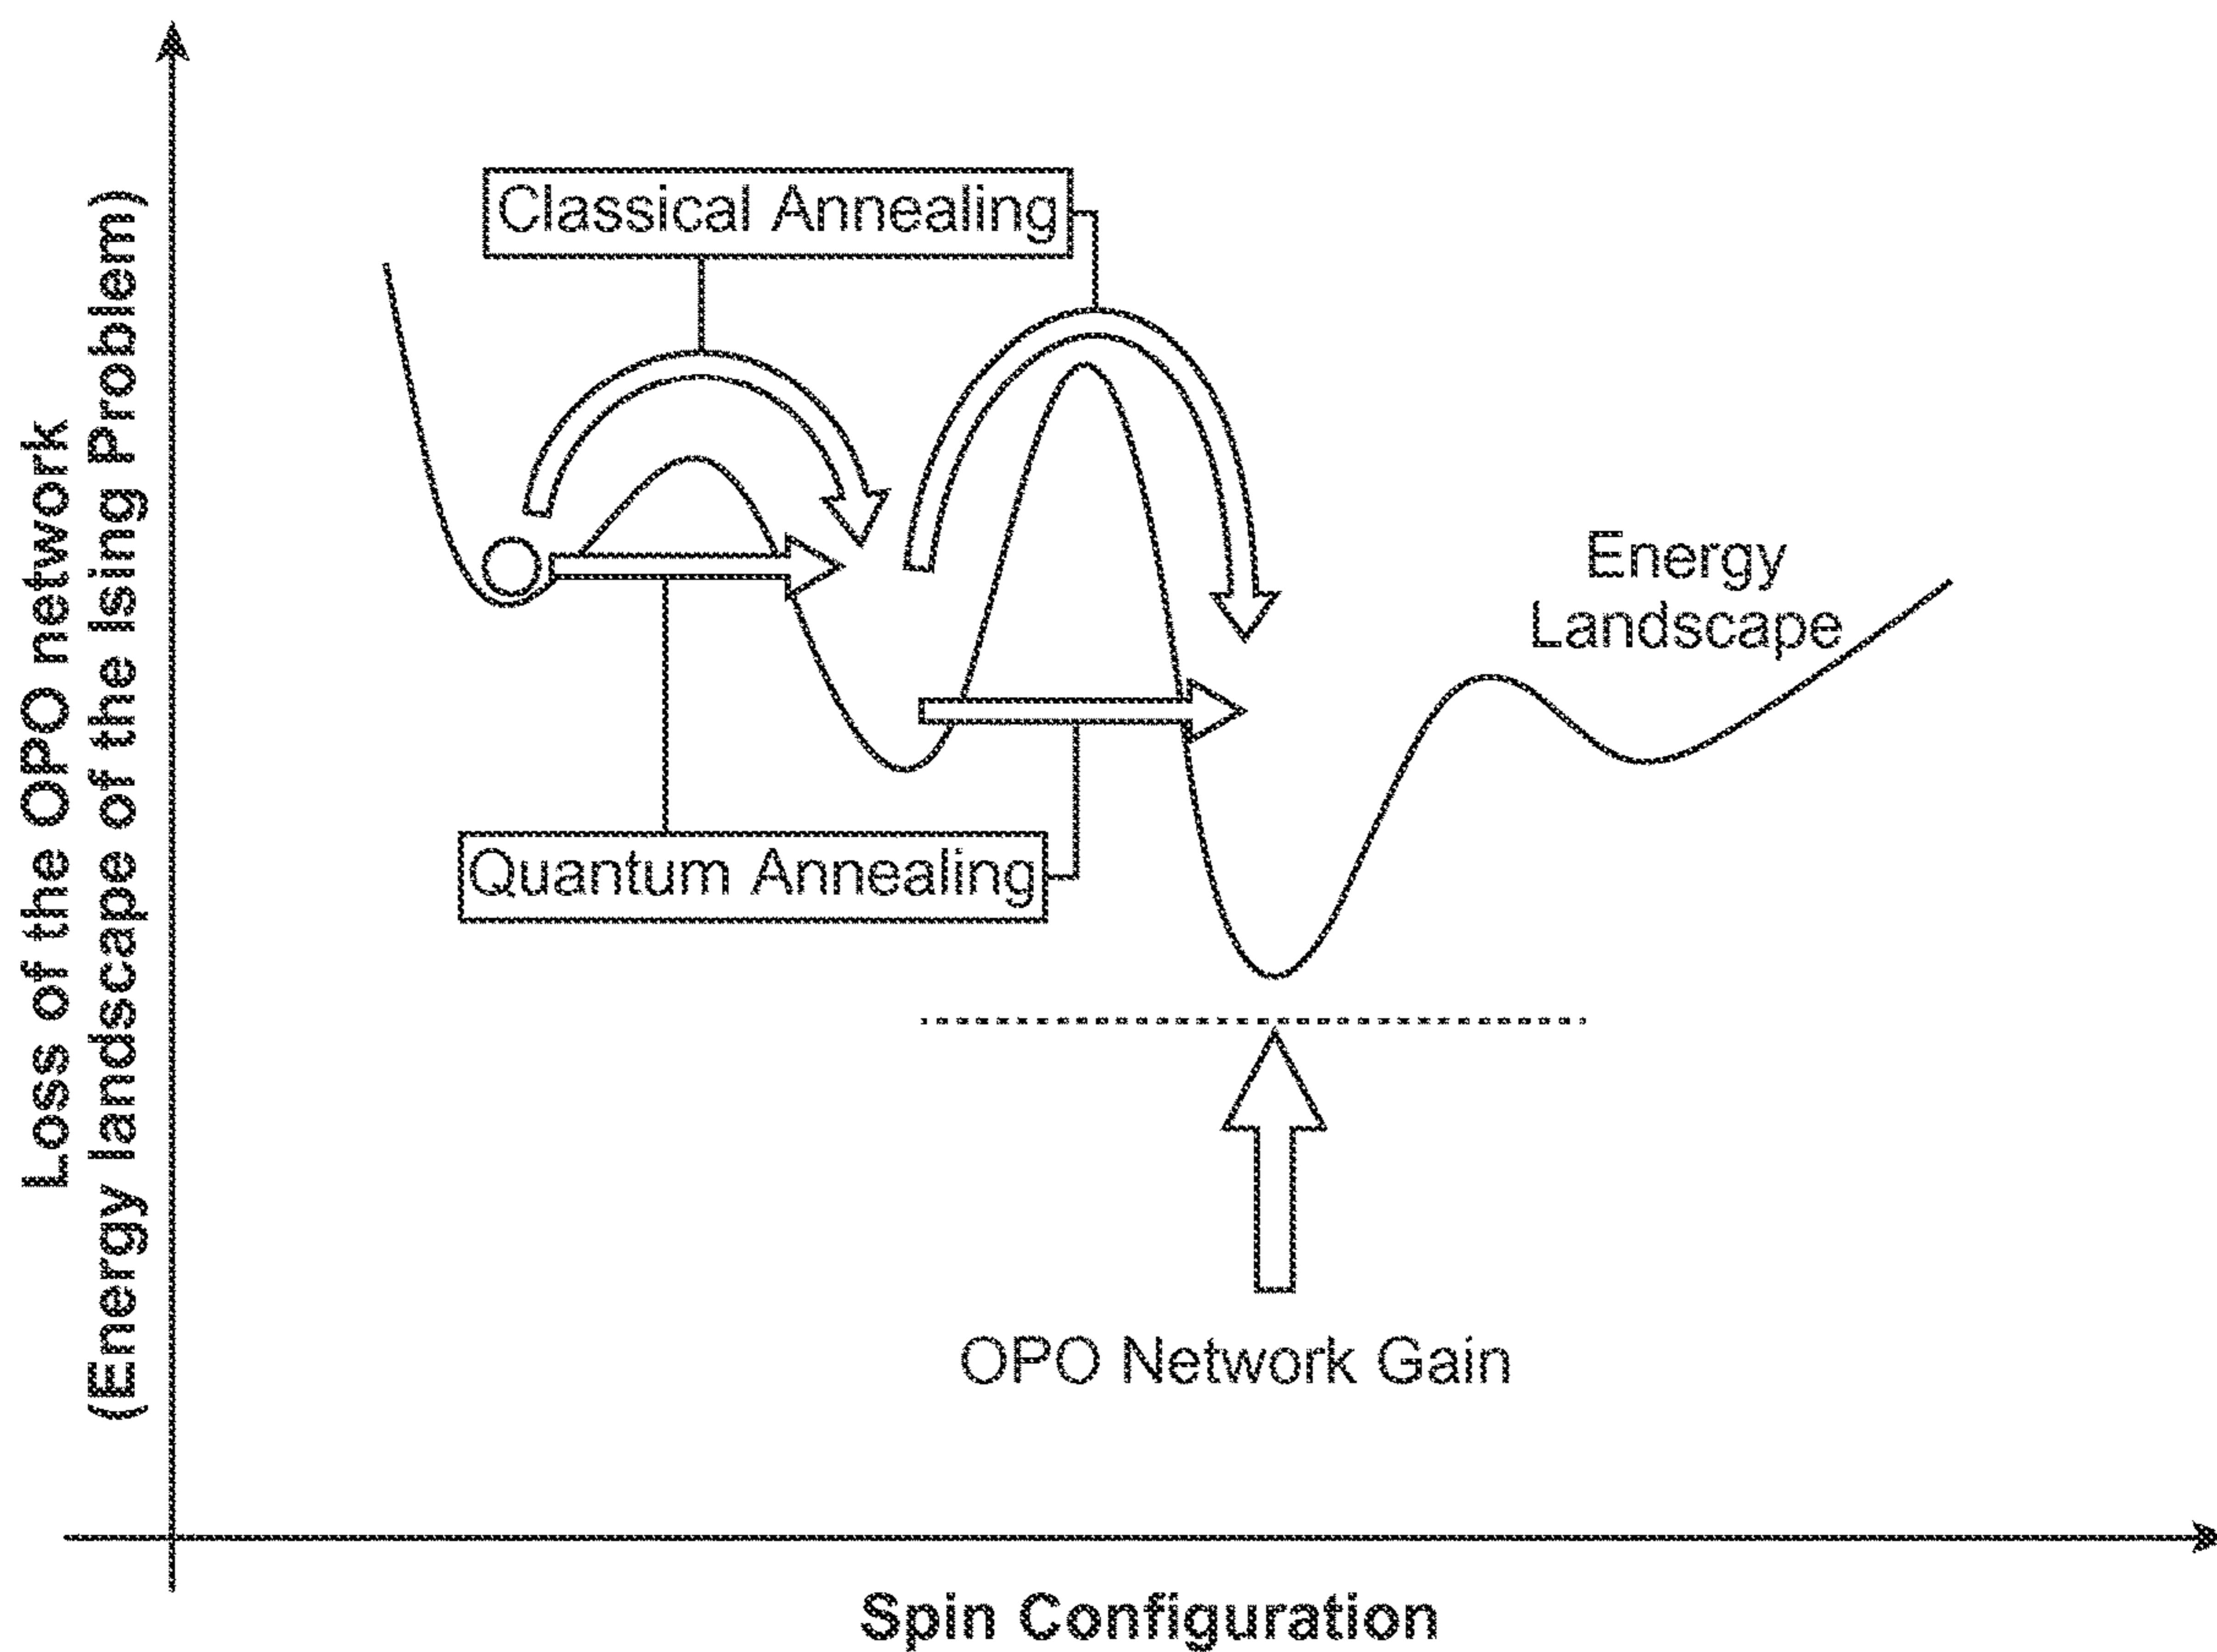 Loss of the OPO network
(Energy landscape of the Ising Problem)
Classical Annealing
Energy
Landscape
Quantum Annealing
OPO Network Gain
Spin Configuration